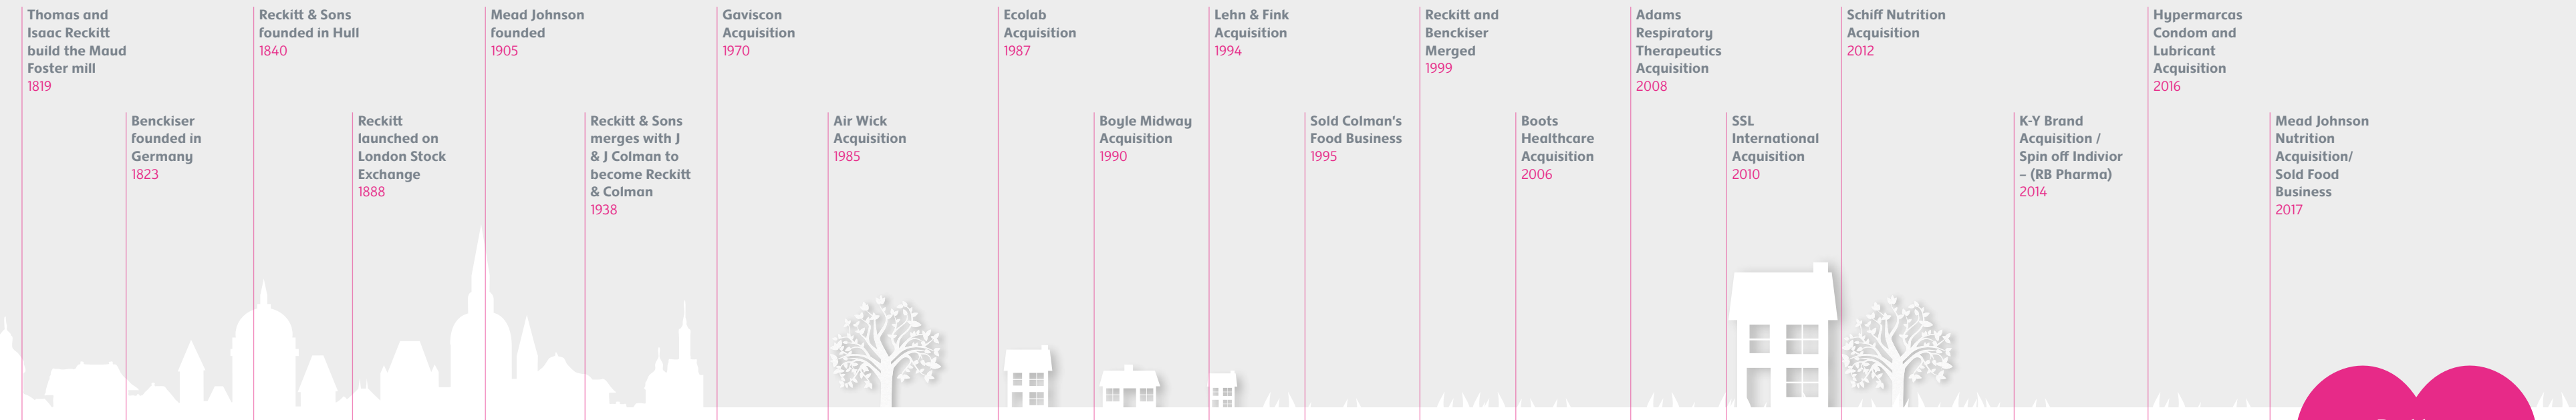 Thomas and
Isaac Reckitt
build the Maud
Foster mill
1819
Benckiser
founded in
Germany
1823
Reckitt & Sons
founded in Hull
1840
Reckitt
launched on
London Stock
Exchange
1888
Mead Johnson
founded
1905
Reckitt & Sons
merges with J
& J Colman to
become Reckitt
& Colman
1938
Gaviscon
Acquisition
1970
Air Wick
Acquisition
1985
Ecolab
Acquisition
1987
Boyle Midway
Acquisition
1990
Lehn & Fink
Acquisition
1994
Sold Colman's
Food Business
1995
Reckitt and
Benckiser
Merged
1999
Boots
Healthcare
Acquisition
2006
Adams
Respiratory
Therapeutics
Acquisition
2008
SSL
International
Acquisition
2010
Schiff Nutrition
Acquisition
2012
K-Y Brand
Acquisition /
Spin off Indivior
– (RB Pharma)
2014
Hypermarcas
Condom and
Lubricant
Acquisition
2016
Mead Johnson
Nutrition
Acquisition/
Sold Food
Business
2017